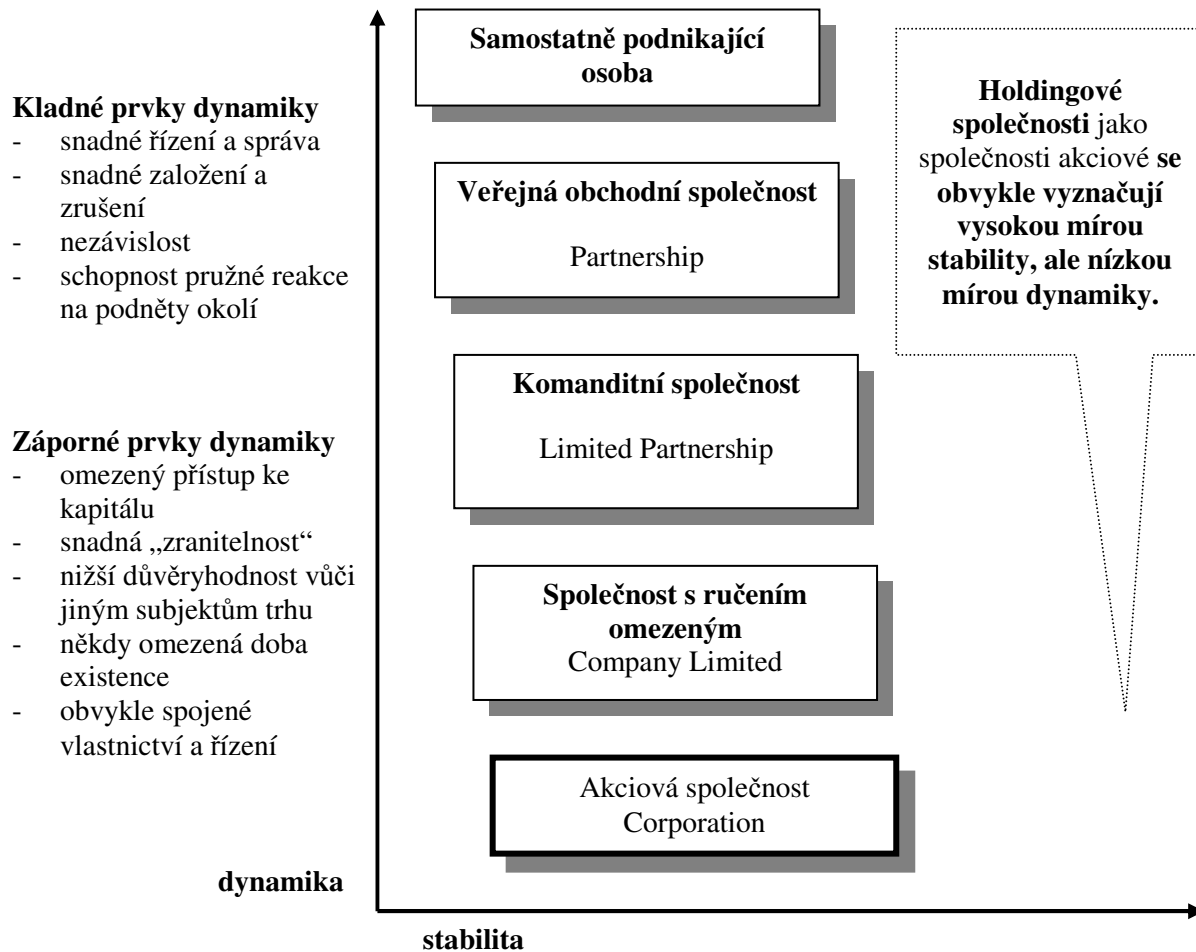 Kladné prvky dynamiky
- snadné řízení a správa
- snadné založení a
zrušení
- nezávislost
- schopnost pružné reakce
na podněty okolí
Záporné prvky dynamiky
- omezený přístup ke
kapitálu
- snadná „zranitelnost“
- nižší důvěryhodnost vůči
jiným subjektům trhu
- někdy omezená doba
existence
- obvykle spojené
vlastnictví a řízení
Samostatně podnikající
osoba
Veřejná obchodní společnost
Partnership
Komanditní společnost
Limited Partnership
Společnost s ručením
omezeným
Company Limited
Akciová společnost
Corporation
Holdingové
společnosti jako
společnosti akciové se
obvykle vyznačují
vysokou mírou
stability, ale nízkou
mírou dynamiky.
dynamika
stabilita